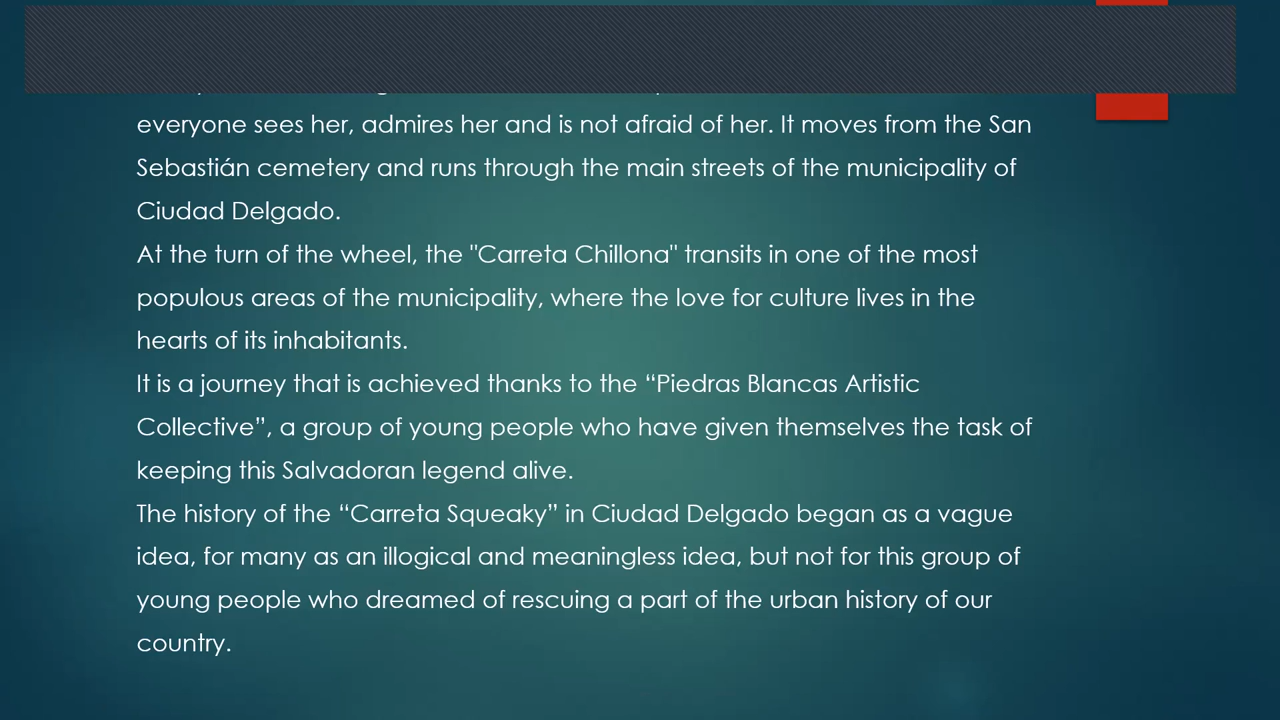 everyone sees her, admires her and is not afraid of her. It moves from the San
Sebastián cemetery and runs through the main streets of the municipality of
Ciudad Delgado.
At the turn of the wheel, the "Carreta Chillona" transits in one of the most
populous areas of the municipality, where the love for culture lives in the
hearts of its inhabitants.
It is a journey that is achieved thanks to the “Piedras Blancas Artistic
Collective”, a group of young people who have given themselves the task of
keeping this Salvadoran legend alive.
The history of the “Carreta Squeaky” in Ciudad Delgado began as a vague
idea, for many as an illogical and meaningless idea, but not for this group of
young people who dreamed of rescuing a part of the urban history of our
country.